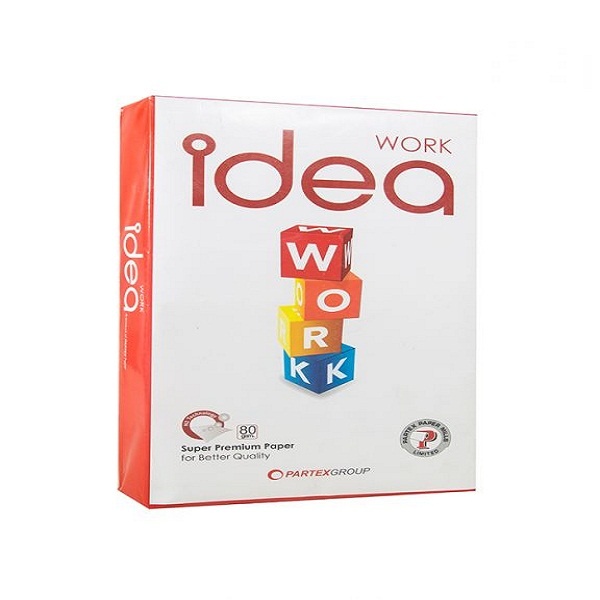 WORK
idea
W
W
W
O
O
R
K
K
80
gsm
Super Premium Paper
for Better Quality
PARTEXGROUP
PARTEX PAPER MILLS
LIMITED
P
idea
WORK